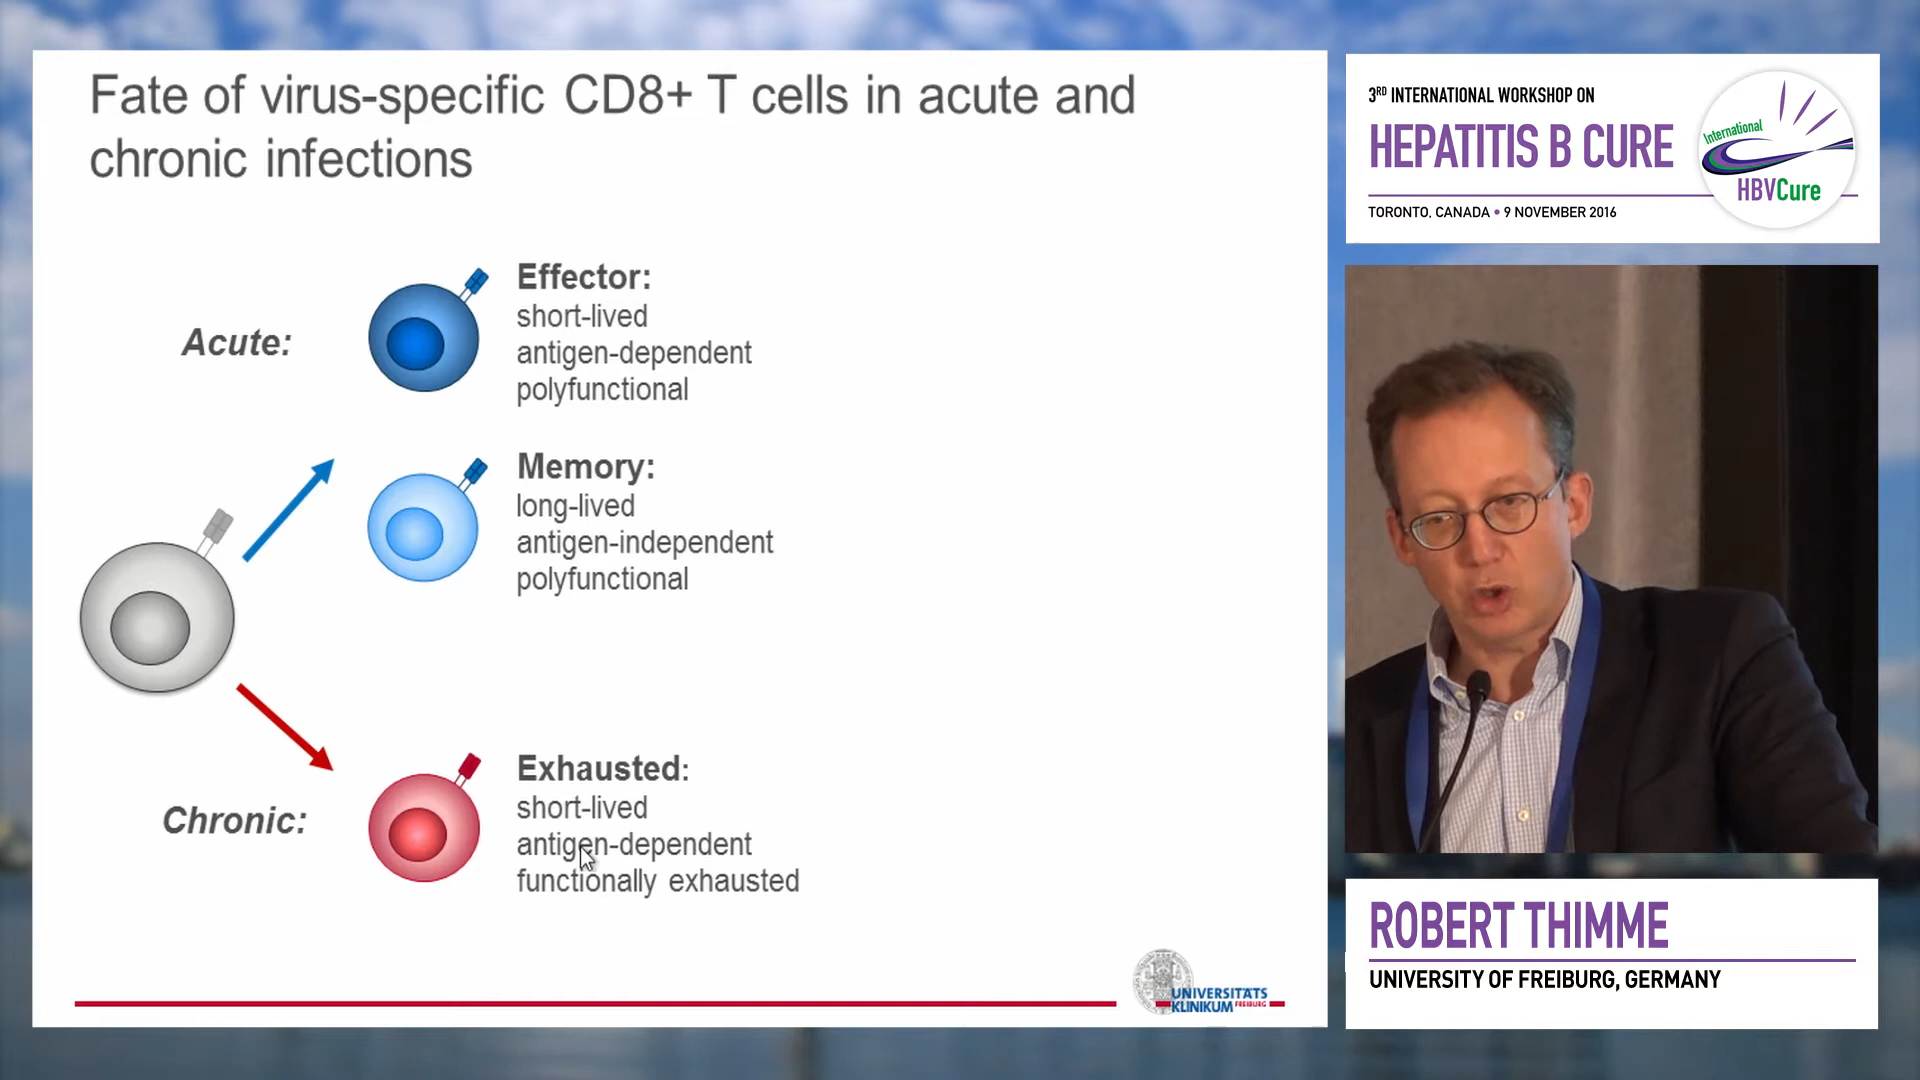 Fate of virus-specific CD8+ T cells in acute and
chronic infections
Acute:
Effector:
short-lived
antigen-dependent
polyfunctional
Memory:
long-lived
antigen-independent
polyfunctional
Chronic:
Exhausted:
short-lived
antigen-dependent
functionally exhausted
UNIVERSITÄTS
KLINIKUM FREIBURG
3RD INTERNATIONAL WORKSHOP ON
HEPATITIS B CURE
TORONTO, CANADA • 9 NOVEMBER 2016
International
HBVCure
ROBERT THIMME
UNIVERSITY OF FREIBURG, GERMANY